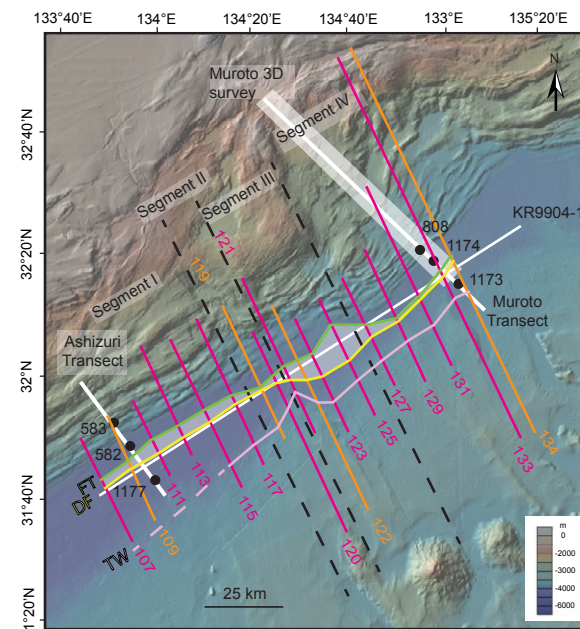 133°40'
134°0'
134°20'
134°40'
133°E
135°20'
N
Muroto 3D
survey
Segment IV
32°40'N
Segment II
Segment III
808
KR9904-1
121
1174
32°20'N
119
1173
Segment I
Muroto
Transect
Ashizuri
Transect
32°N
131
129
127
134
583
125
133
123
582
117
FT
DF
1177
113
111
115
31°40'N
122
109
TW
107
120
m
0
-2000
-3000
-4000
-5000
-6000
25 km
31°20'N